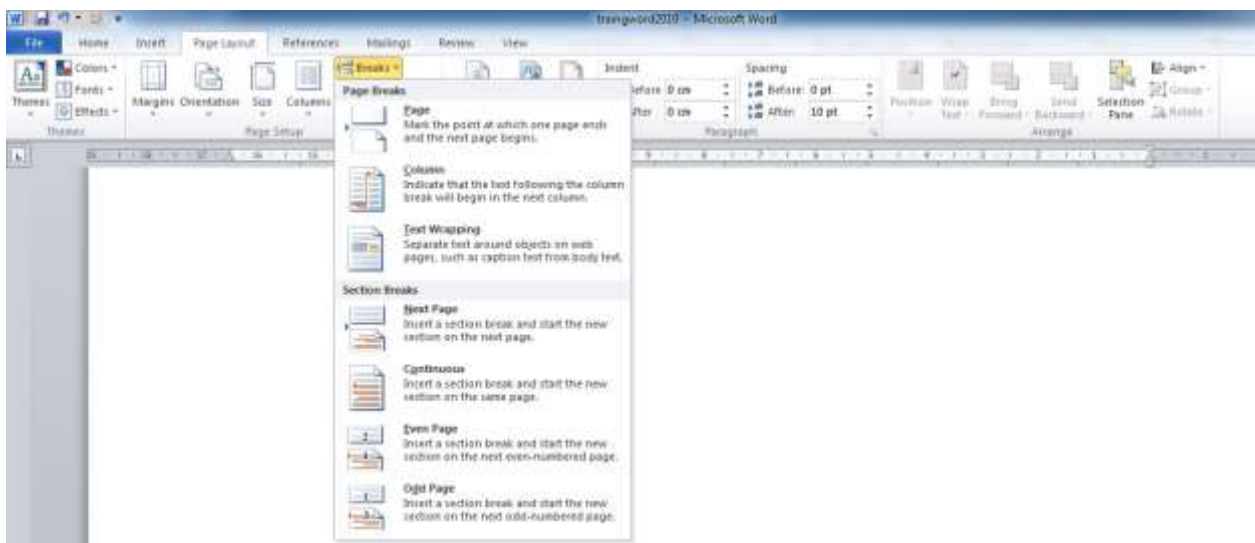 traingword2010 - Microsoft Word
File Home Insert Page Layout References Mailings Review View
Colors
Fonts
Effects
Themes
Margins Orientation Size Columns
Breaks
Themes
Page Setup
Indent
Before 0 cm
After 0 cm
Spacing
Before: 0 pt
After: 10 pt
Paragraph
Position Wrap Text Bring Forward Send Backward Selection Pane
Align
Group
Rotate
Arrange
Page Breaks
Page
Mark the point at which one page ends
and the next page begins.
Column
Indicate that the text following the column
break will begin in the next column.
Text Wrapping
Separate text around objects on web
pages, such as caption text from body text.
Section Breaks
Next Page
Insert a section break and start the new
section on the next page.
Continuous
Insert a section break and start the new
section on the same page.
Even Page
Insert a section break and start the new
section on the next even-numbered page.
Odd Page
Insert a section break and start the new
section on the next odd-numbered page.